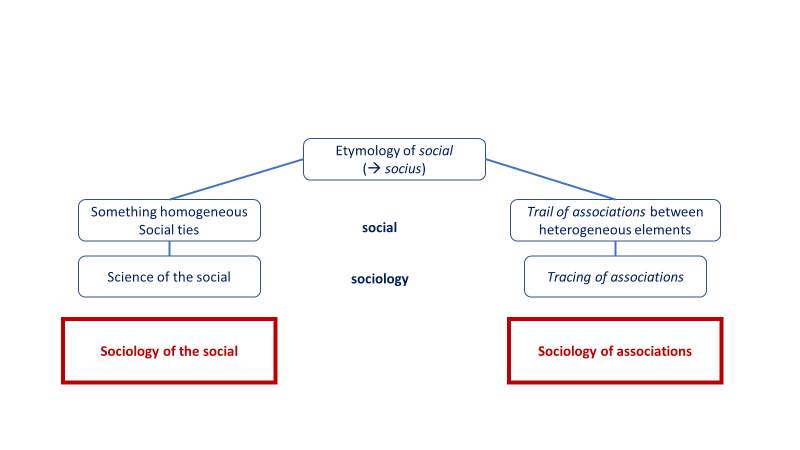 Etymology of social
(→ socius)
Something homogeneous
Social ties
social
Trail of associations between
heterogeneous elements
Science of the social
sociology
Tracing of associations
Sociology of the social
Sociology of associations